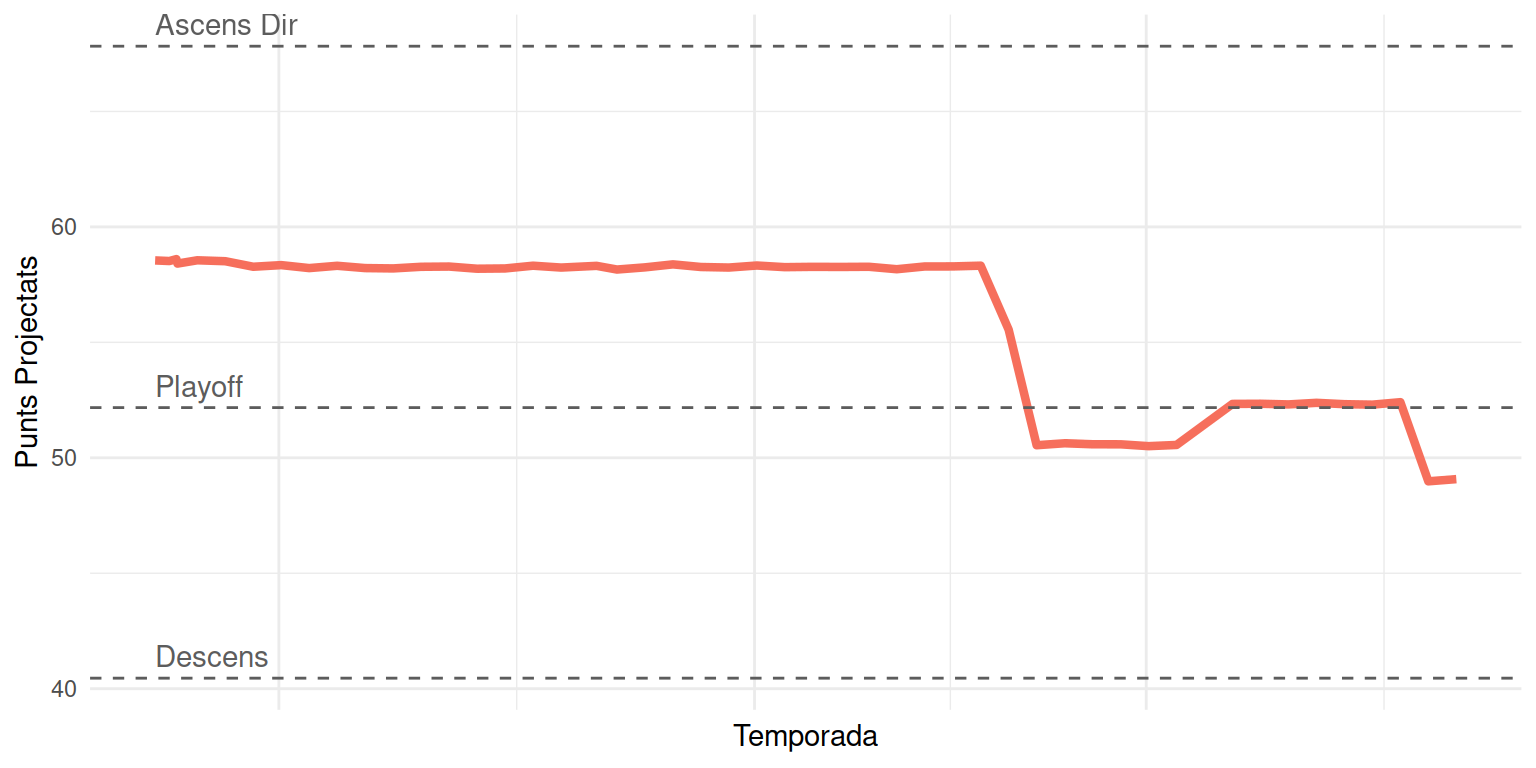 Ascens Dir
60
Playoff
50
Descens
40
Punts Projectats
Temporada